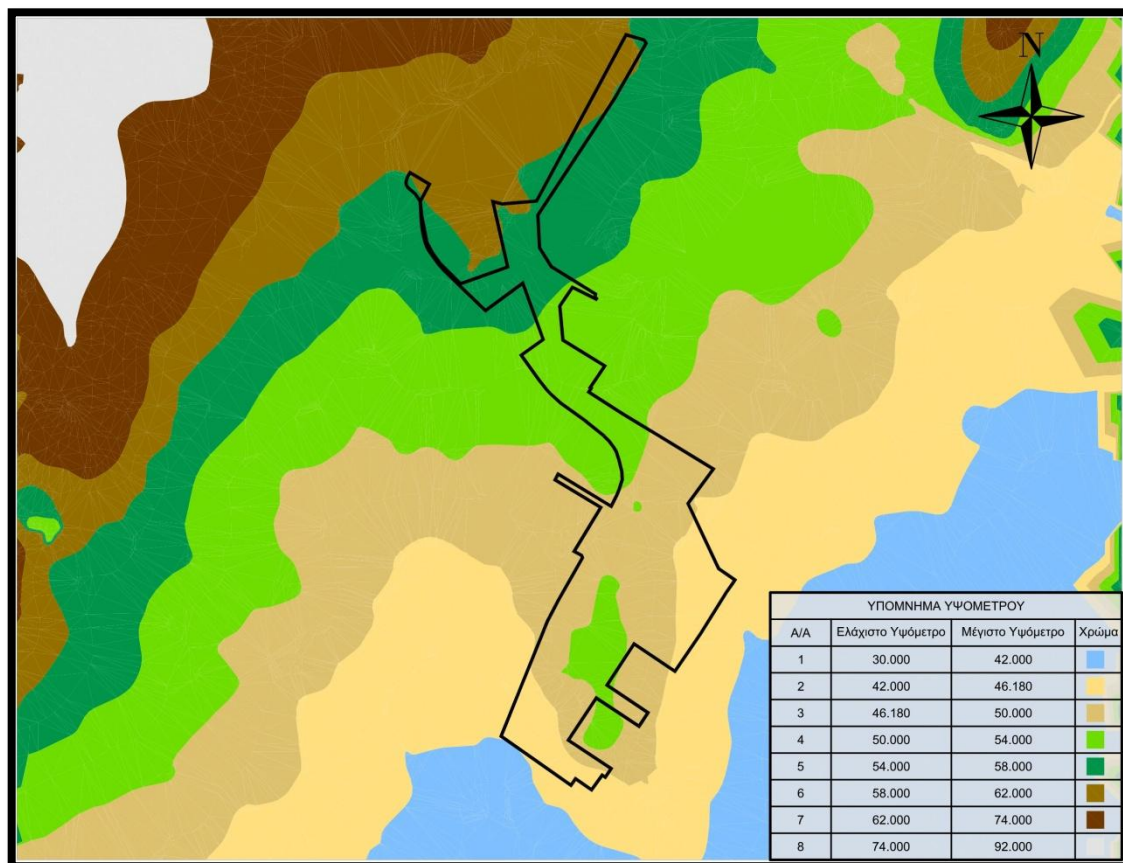 N
ΥΠΟΜΝΗΜΑ ΥΨΟΜΕΤΡΟΥ
Α/Α Ελάχιστο Υψόμετρο Μέγιστο Υψόμετρο Χρώμα
1 30.000 42.000
2 42.000 46.180
3 46.180 50.000
4 50.000 54.000
5 54.000 58.000
6 58.000 62.000
7 62.000 74.000
8 74.000 92.000